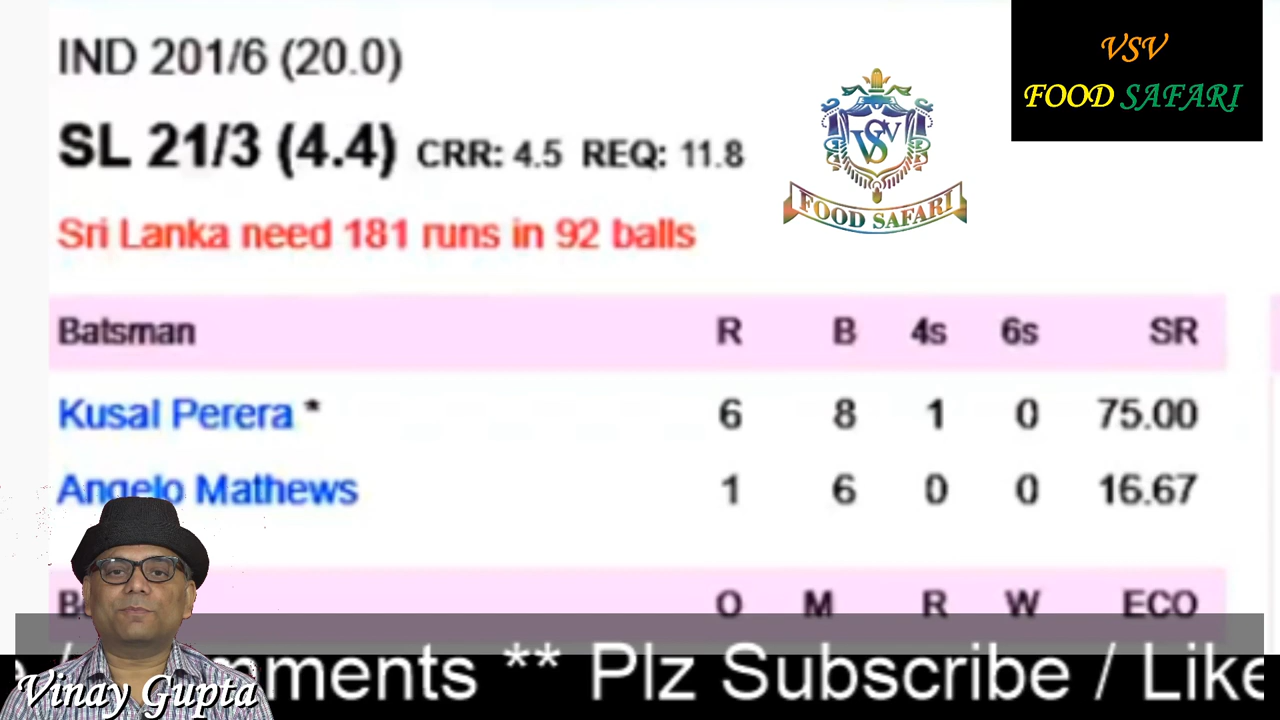 IND 201/6 (20.0)
SL 21/3 (4.4) CRR: 4.5 REQ: 11.8
Sri Lanka need 181 runs in 92 balls
VSV
FOOD SAFARI
VSV
FOOD SAFARI
Batsman R B 4s 6s SR
Kusal Perera * 6 8 1 0 75.00
Angelo Mathews 1 6 0 0 16.67
O M R W ECO
mments ** Plz Subscribe / Like
Vinay Gupta